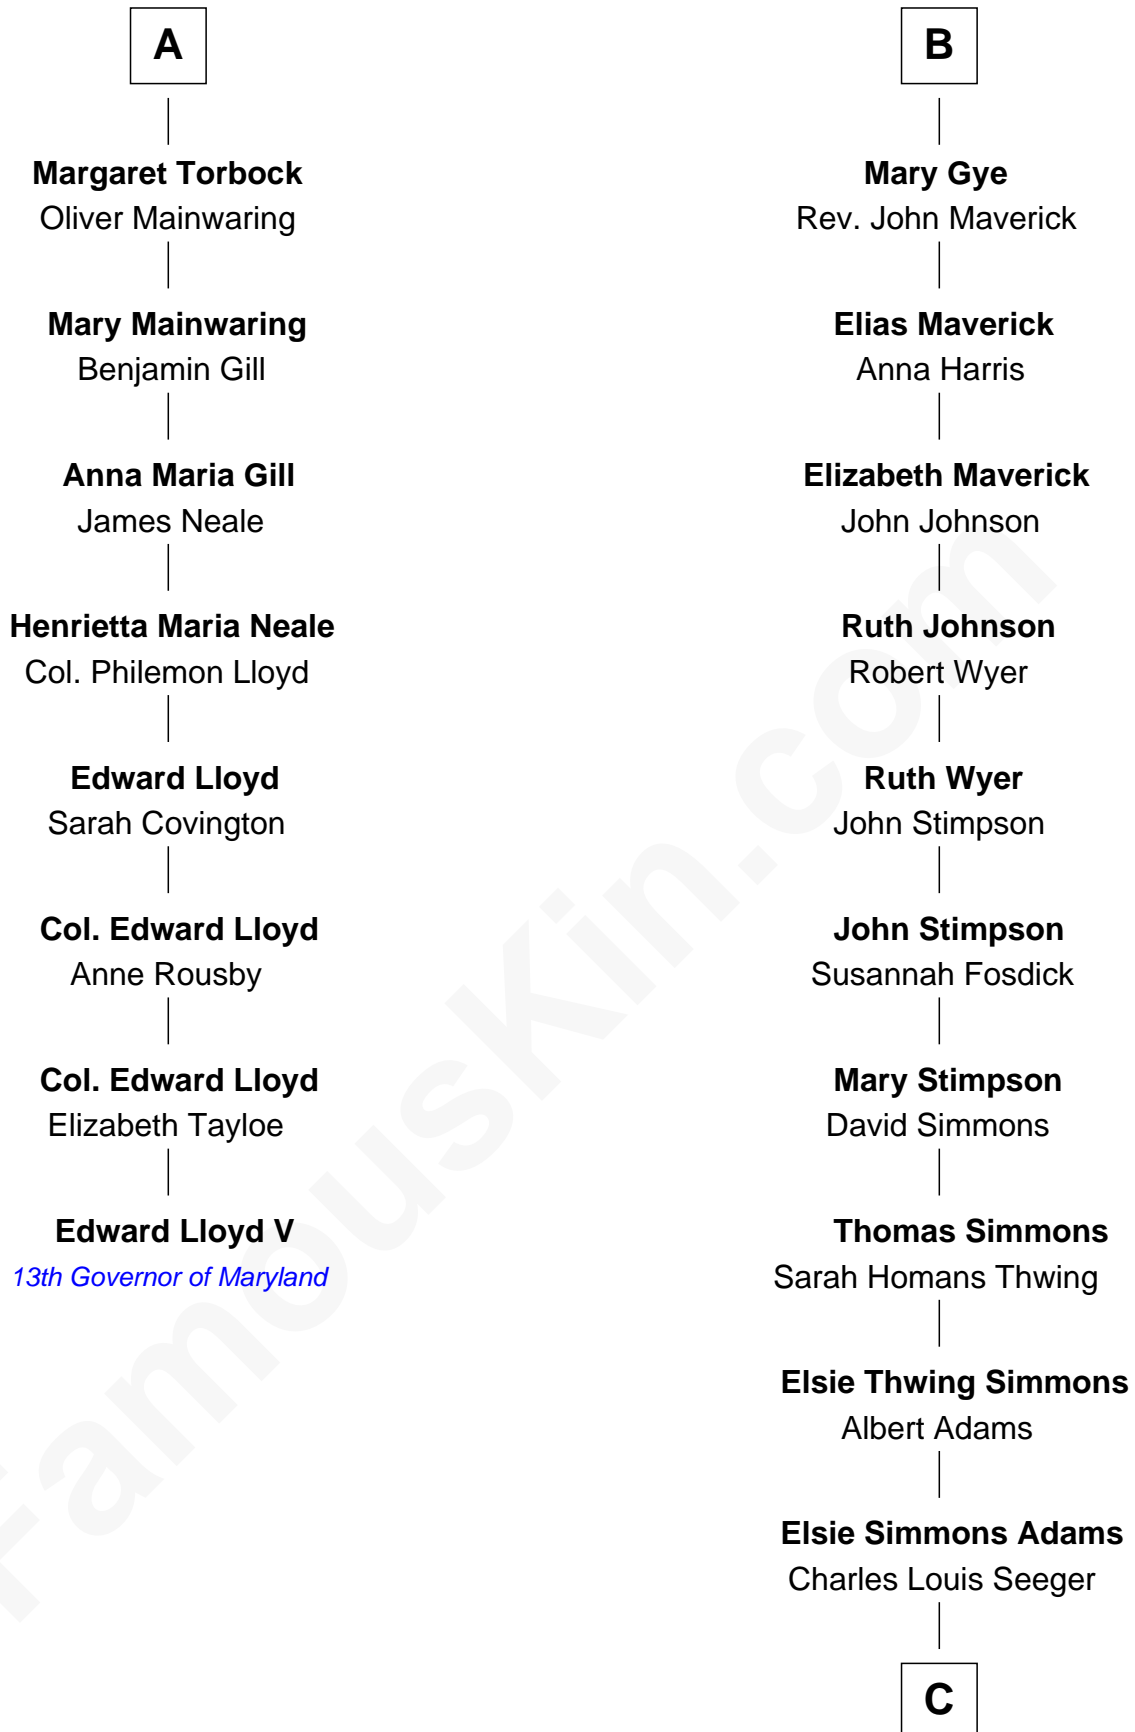 A
Margaret Torbock
Oliver Mainwaring
Mary Mainwaring
Benjamin Gill
Anna Maria Gill
James Neale
Henrietta Maria Neale
Col. Philemon Lloyd
Edward Lloyd
Sarah Covington
Col. Edward Lloyd
Anne Rousby
Col. Edward Lloyd
Elizabeth Tayloe
Edward Lloyd V
13th Governor of Maryland
B
Mary Gye
Rev. John Maverick
Elias Maverick
Anna Harris
Elizabeth Maverick
John Johnson
Ruth Johnson
Robert Wyer
Ruth Wyer
John Stimpson
John Stimpson
Susannah Fosdick
Mary Stimpson
David Simmons
Thomas Simmons
Sarah Homans Thwing
Elsie Thwing Simmons
Albert Adams
Elsie Simmons Adams
Charles Louis Seeger
C
FamousKin.com